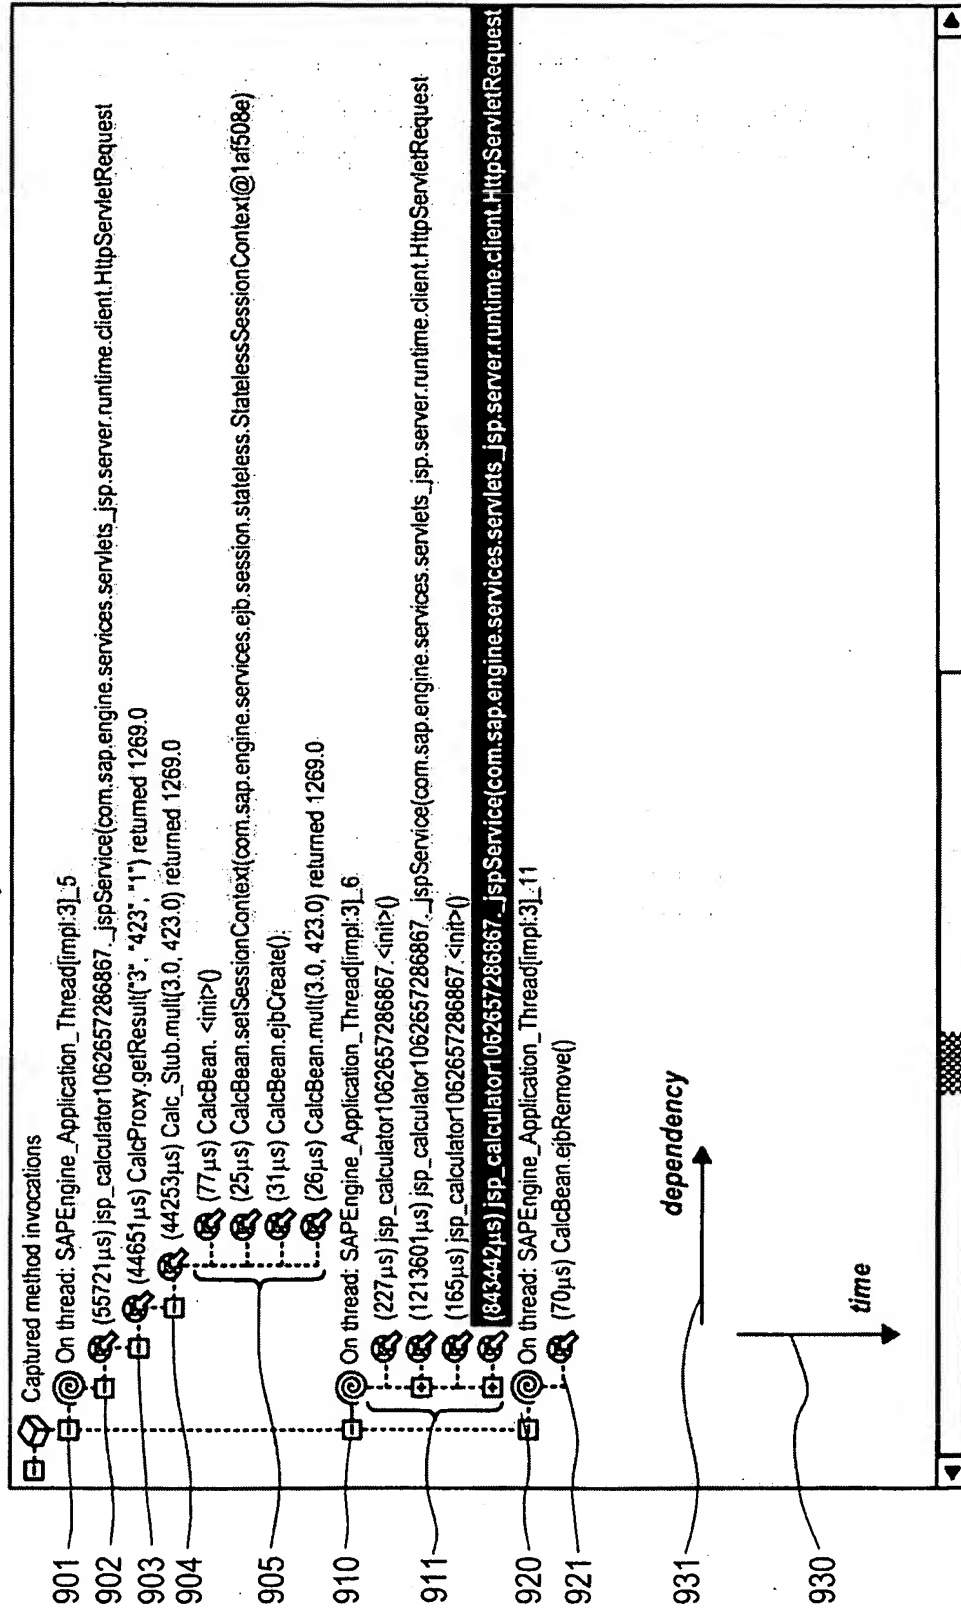 Captured method invocations
901 On thread: SAPEngine_Application_Thread[impl:3]_5
902 (55721µs) jsp_calculator1062657286867._jspService(com.sap.engine.services.servlets_jsp.server.runtime.client.HttpServletRequest
903 (44651µs) CalcProxy.getResult("3", "423", "1") returned 1269.0
904 (44253µs) Calc_Stub.mult(3.0, 423.0) returned 1269.0
905
(77µs) CalcBean. <init>()
(25µs) CalcBean.setSessionContext(com.sap.engine.services.ejb.session.stateless.StatelessSessionContext@1af508e)
(31µs) CalcBean.ejbCreate()
(26µs) CalcBean.mult(3.0, 423.0) returned 1269.0
910 On thread: SAPEngine_Application_Thread[impl:3]_6
911
(227µs) jsp_calculator1062657286867.<init>()
(1213601µs) jsp_calculator1062657286867._jspService(com.sap.engine.services.servlets_jsp.server.runtime.client.HttpServletRequest
(165µs) jsp_calculator1062657286867.<init>()
(843442µs) jsp_calculator1062657286867._jspService(com.sap.engine.services.servlets_jsp.server.runtime.client.HttpServletRequest
920 On thread: SAPEngine_Application_Thread[impl:3]_11
921 (70µs) CalcBean.ejbRemove()
931 dependency
930 time